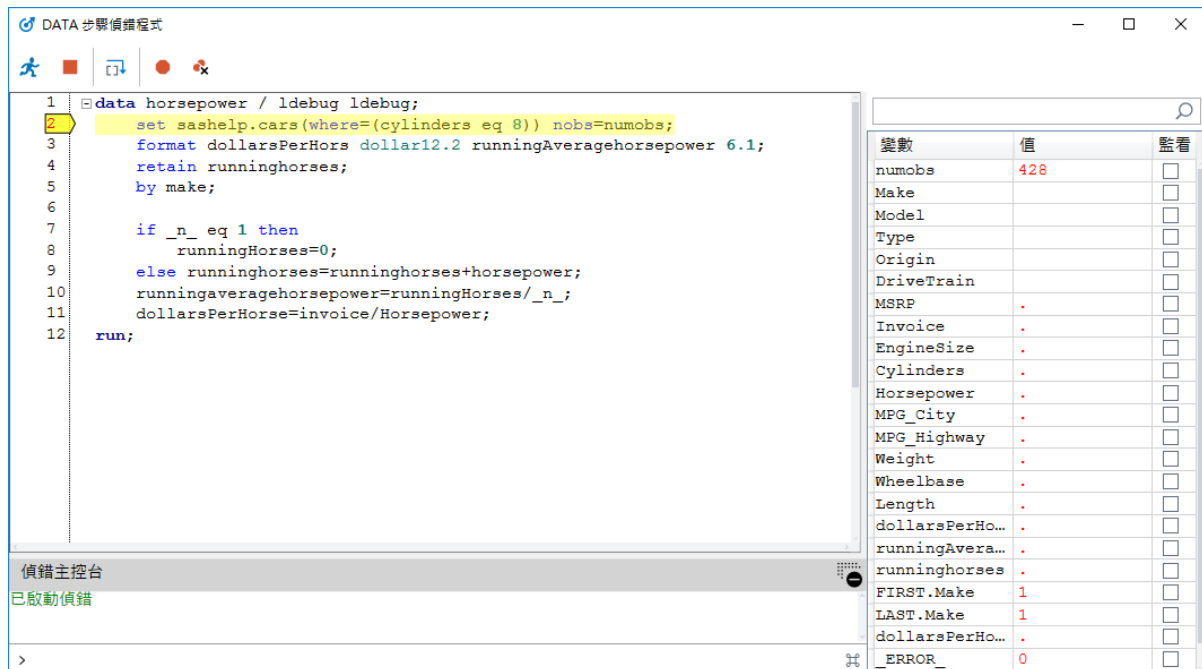 DATA 步驟偵錯程式
1 data horsepower / ldebug ldebug;
2 set sashelp.cars(where=(cylinders eq 8)) nobs=numobs;
3 format dollarsPerHors dollar12.2 runningAveragehorsepower 6.1;
4 retain runninghorses;
5 by make;
6
7 if _n_ eq 1 then
8 runningHorses=0;
9 else runninghorses=runninghorses+horsepower;
10 runningaveragehorsepower=runningHorses/_n_;
11 dollarsPerHorse=invoice/Horsepower;
12 run;
偵錯主控台
已啟動偵錯
>
變數 值 監看
numobs 428
Make
Model
Type
Origin
DriveTrain
MSRP .
Invoice .
EngineSize .
Cylinders .
Horsepower .
MPG_City .
MPG_Highway .
Weight .
Wheelbase .
Length .
dollarsPerHo... .
runningAvera... .
runninghorses .
FIRST.Make 1
LAST.Make 1
dollarsPerHo... .
_ERROR_ 0